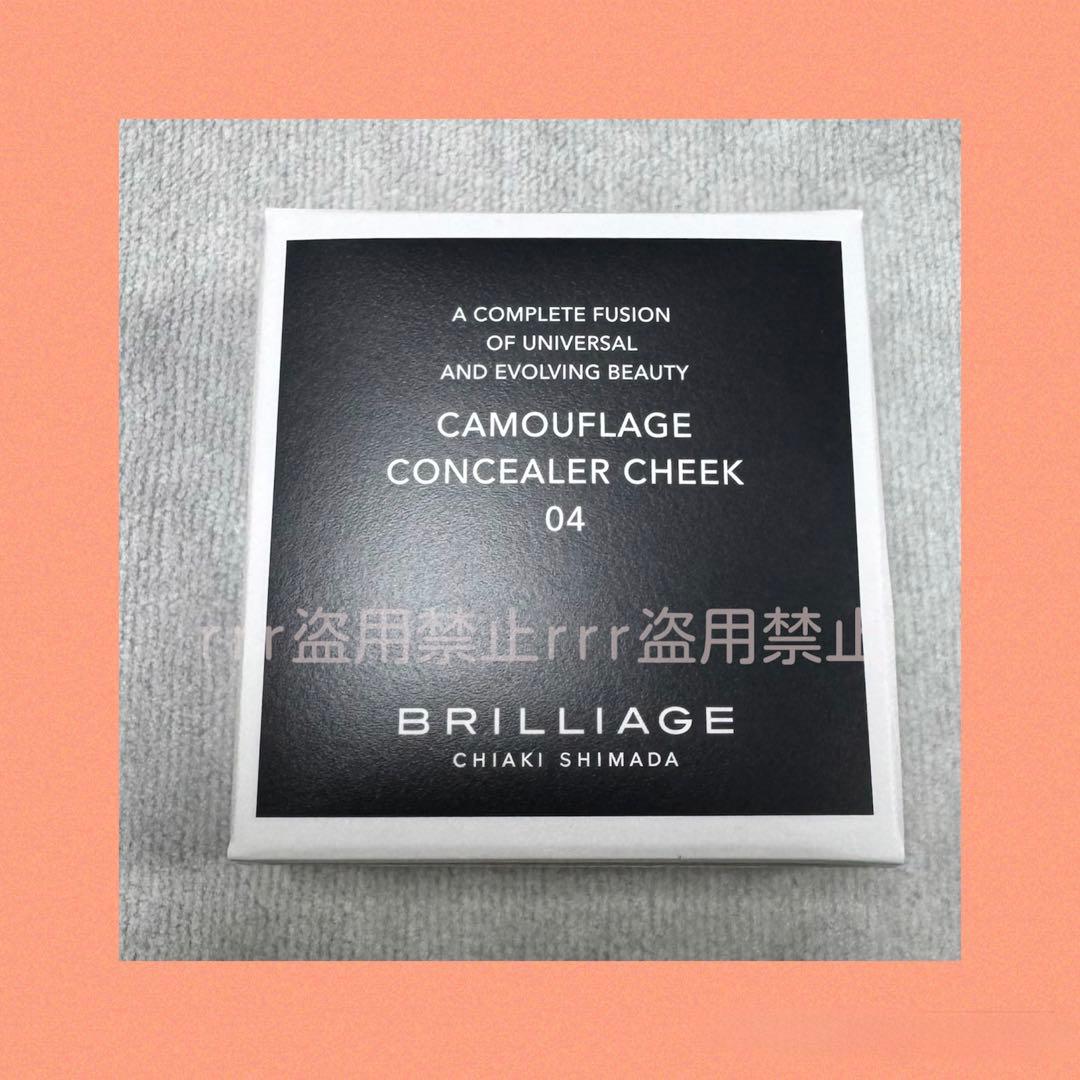 A COMPLETE FUSION
OF UNIVERSAL
AND EVOLVING BEAUTY
CAMOUFLAGE
CONCEALER CHEEK
04
rrr盗用禁止rrr盗用禁止
BRILLIAGE
CHIAKI SHIMADA